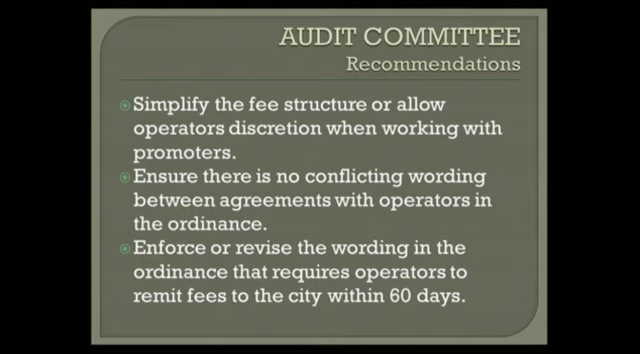 AUDIT COMMITTEE
Recommendations
Simplify the fee structure or allow
operators discretion when working with
promoters.
Ensure there is no conflicting wording
between agreements with operators in
the ordinance.
Enforce or revise the wording in the
ordinance that requires operators to
remit fees to the city within 60 days.